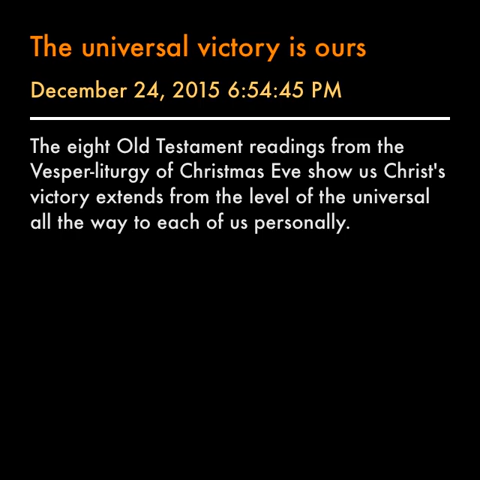 The universal victory is ours
December 24, 2015 6:54:45 PM
The eight Old Testament readings from the
Vesper-liturgy of Christmas Eve show us Christ's
victory extends from the level of the universal
all the way to each of us personally.